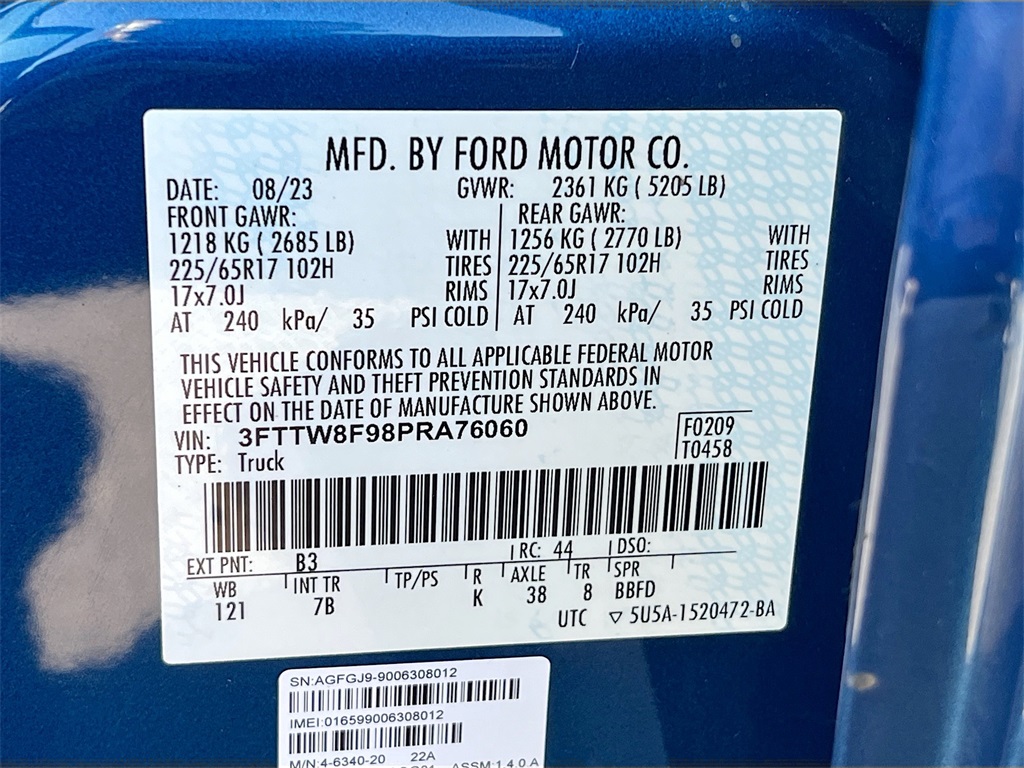 MFD. BY FORD MOTOR CO.
DATE: 08/23 GVWR: 2361 KG ( 5205 LB)
FRONT GAWR: REAR GAWR:
1218 KG ( 2685 LB) WITH 1256 KG ( 2770 LB) WITH
225/65R17 102H TIRES 225/65R17 102H TIRES
17x7.0J RIMS 17x7.0J RIMS
AT 240 kPa/ 35 PSI COLD AT 240 kPa/ 35 PSI COLD
THIS VEHICLE CONFORMS TO ALL APPLICABLE FEDERAL MOTOR
VEHICLE SAFETY AND THEFT PREVENTION STANDARDS IN
EFFECT ON THE DATE OF MANUFACTURE SHOWN ABOVE.
VIN: 3FTTW8F98PRA76060 F0209
TYPE: Truck T0458
EXT PNT: B3 RC: 44 DSO:
WB INT TR TP/PS R AXLE TR SPR
121 7B K 38 8 BBFD
UTC ▽ 5U5A-1520472-BA
SN:AGFGJ9-9006308012
IMEI:016599006308012
M/N:4-6340-20 22A
ASSM:1.4.0.A